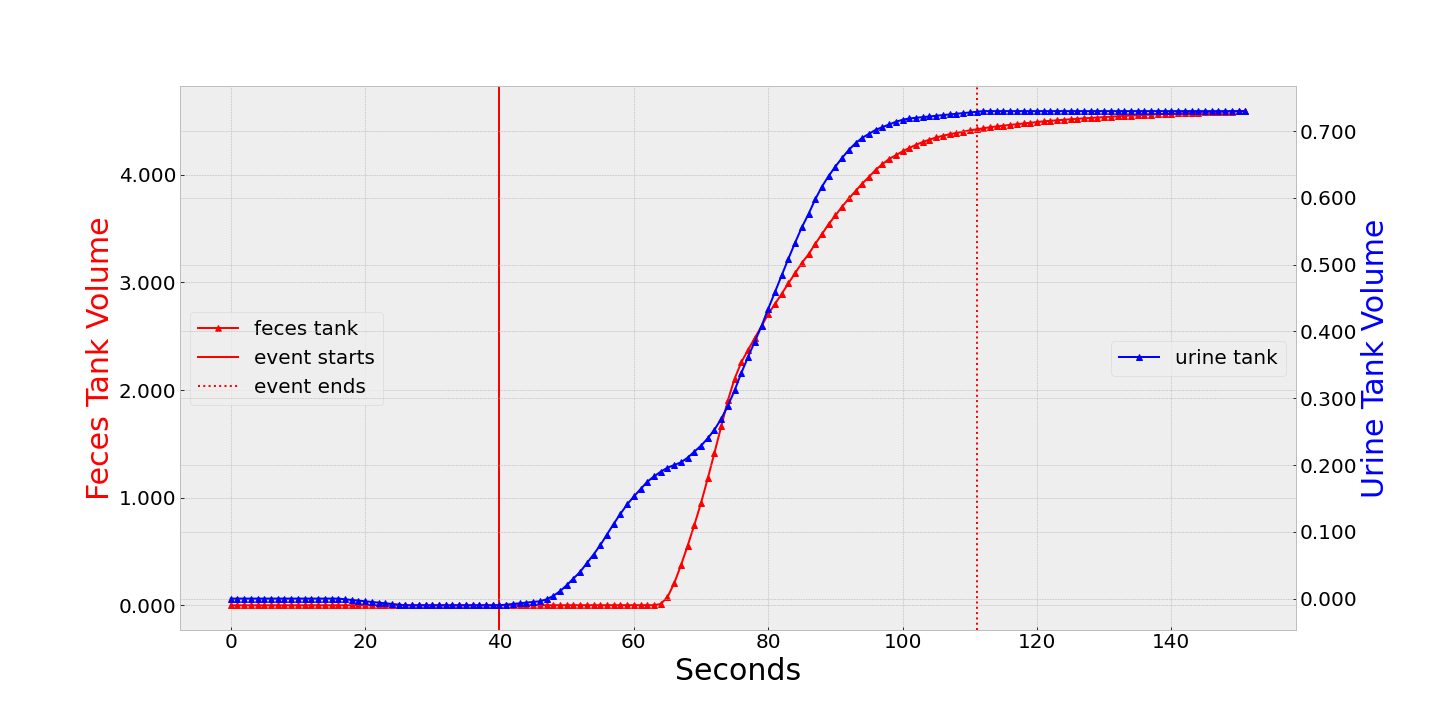 Feces Tank Volume
4.000
3.000
2.000
1.000
0.000
feces tank
event starts
event ends
urine tank
0.700
0.600
0.500
0.400
0.300
0.200
0.100
0.000
Urine Tank Volume
0 20 40 60 80 100 120 140
Seconds